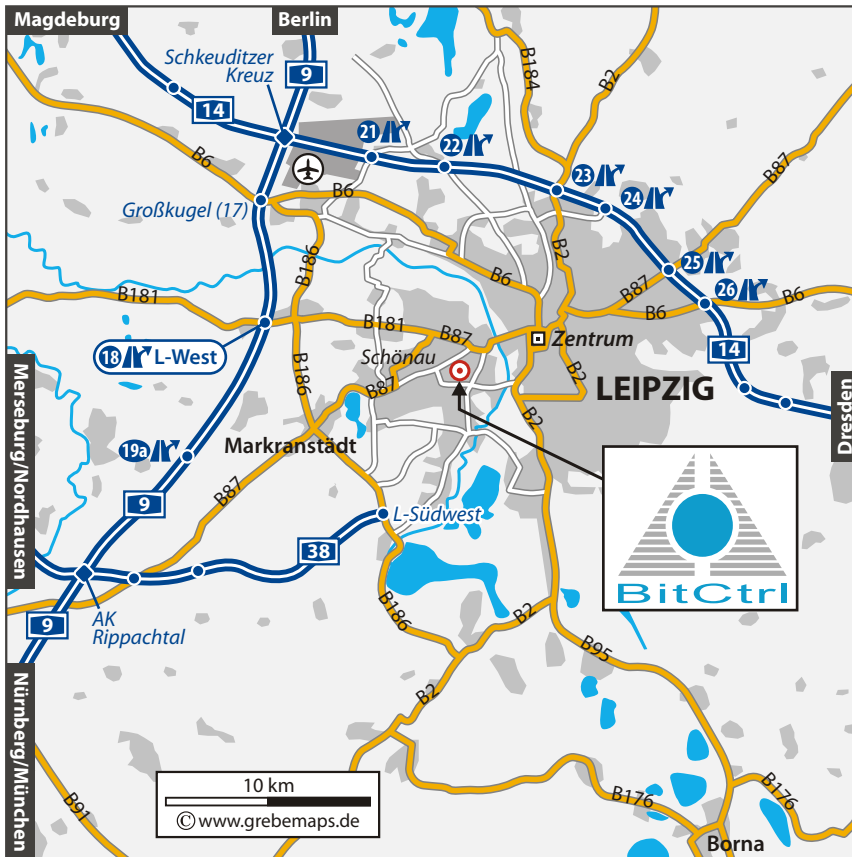 Magdeburg
Berlin
Schkeuditzer
Kreuz
9
14
B184
B2
21
22
B87
B6
23
24
Großkugel (17)
B6
B186
B2
B6
25
26
B87
B6
B6
B181
B181
B87
Zentrum
14
18 L-West
Schönau
B186
B87
B2
LEIPZIG
B2
Merseburg/Nordhausen
Dresden
Markranstädt
19a
B87
9
L-Südwest
38
BitCtrl
AK
Rippachtal
9
B186
B2
B95
Nürnberg/München
B2
10 km
© www.grebemaps.de
B91
B176
B176
Borna